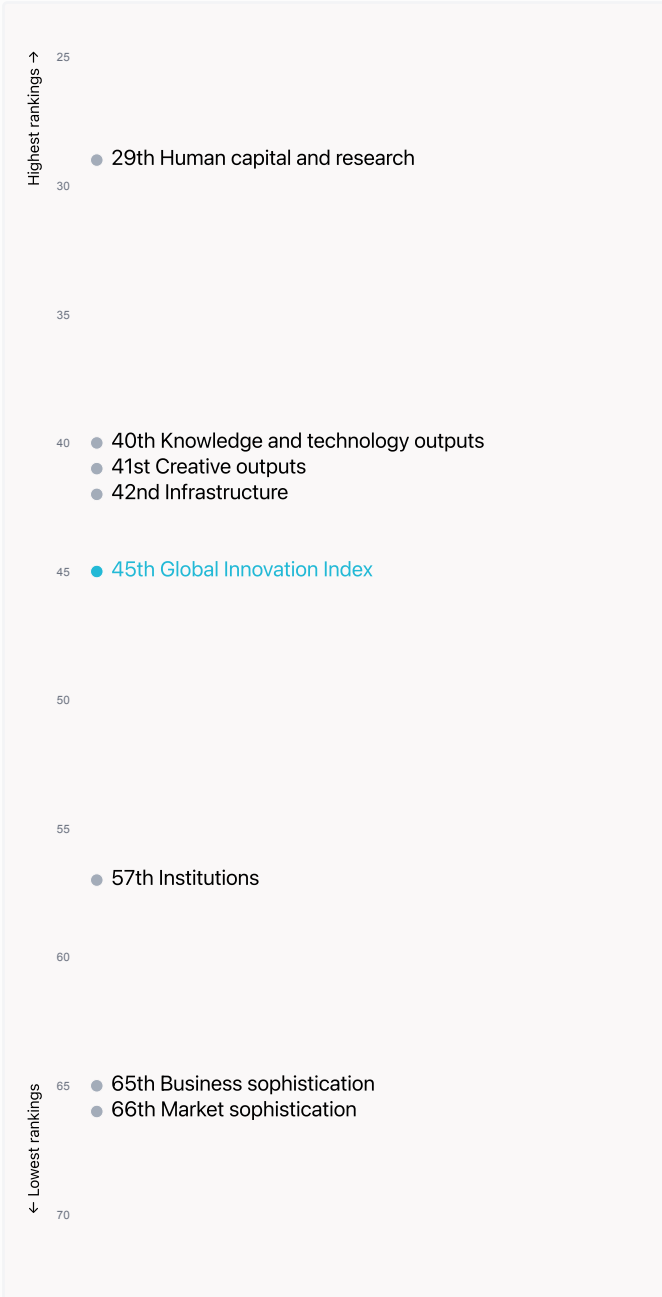 Highest rankings →
25
29th Human capital and research
30
35
40
40th Knowledge and technology outputs
41st Creative outputs
42nd Infrastructure
45
45th Global Innovation Index
50
55
57th Institutions
60
65
65th Business sophistication
66th Market sophistication
← Lowest rankings
70